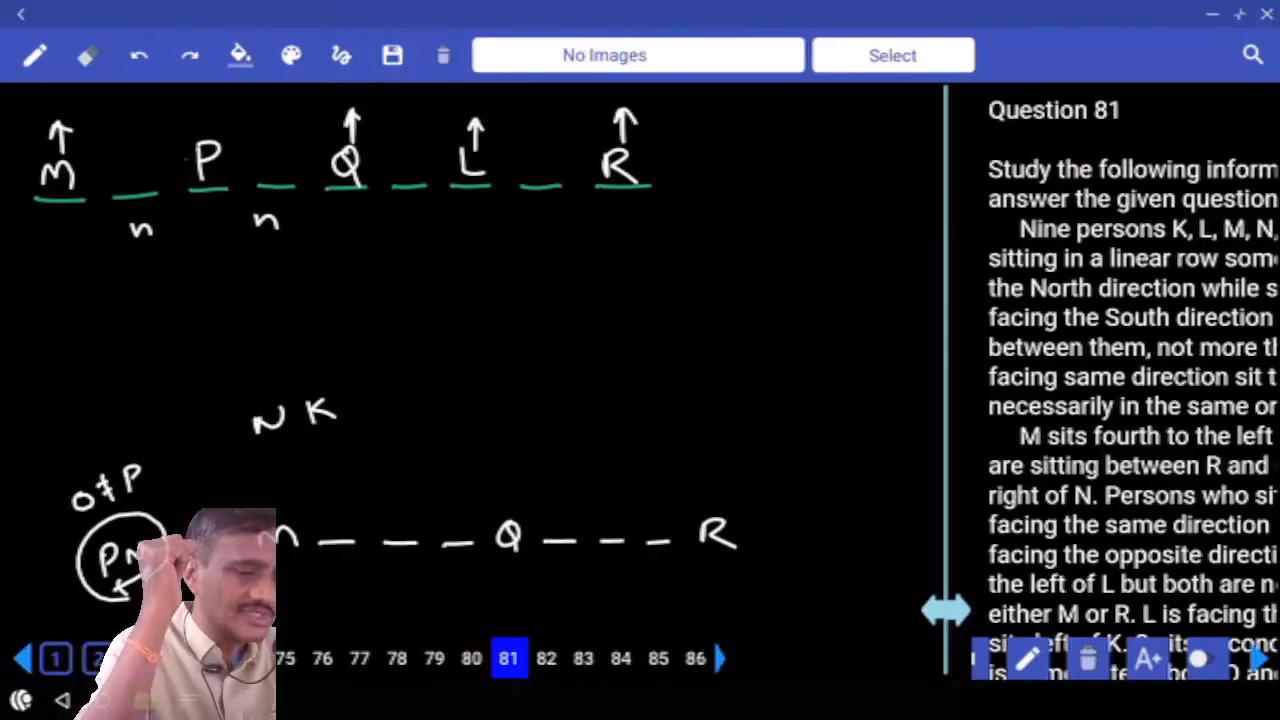 No Images
Select
M P Q L R
n n
N K
O ≠ P
P
Q R
1
75 76 77 78 79 80 81 82 83 84 85 86
Question 81
Study the following inform
answer the given question
Nine persons K, L, M, N,
sitting in a linear row som
the North direction while s
facing the South direction
between them, not more th
facing same direction sit t
necessarily in the same or
M sits fourth to the left
are sitting between R and
right of N. Persons who si
facing the same direction
facing the opposite directi
the left of L but both are n
either M or R. L is facing th
A+